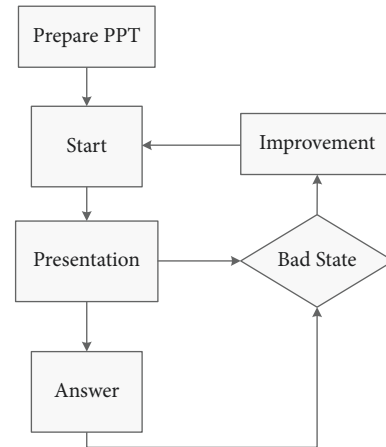 Prepare PPT
Start
Improvement
Presentation
Bad State
Answer